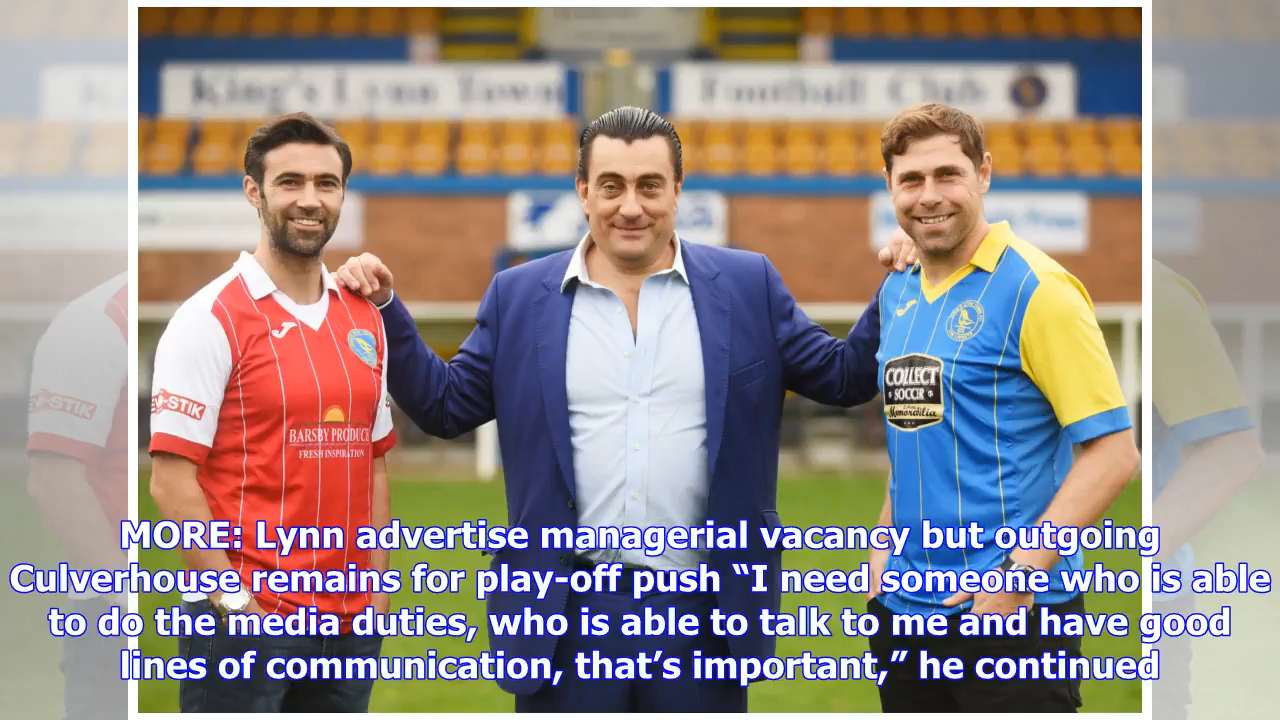 King's Lynn Town Football Club
EV-STIK
BARSBY PRODUCE
FRESH INSPIRATION
COLLECT
SOCCER
Memorabilia
MORE: Lynn advertise managerial vacancy but outgoing
Culverhouse remains for play-off push “I need someone who is able
to do the media duties, who is able to talk to me and have good
lines of communication, that’s important,” he continued